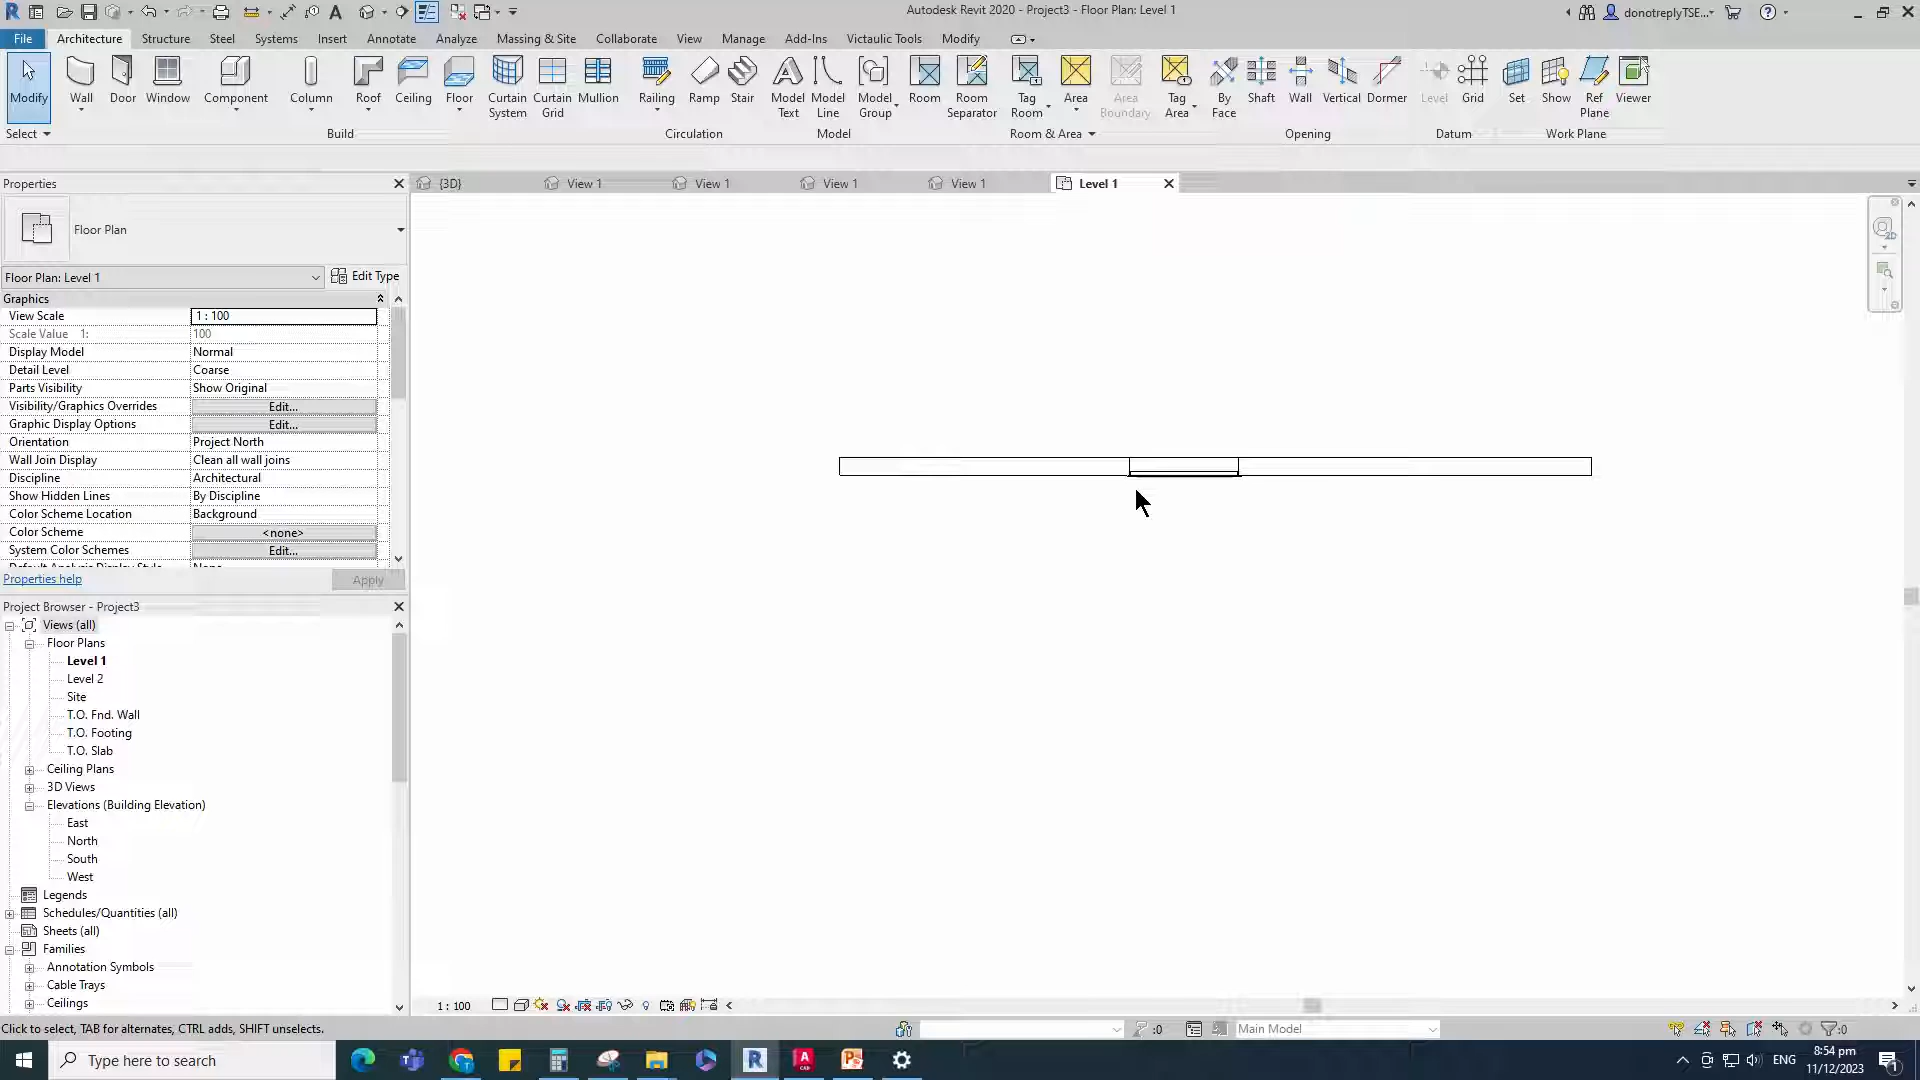 Autodesk Revit 2020 - Project3 - Floor Plan: Level 1
donotreplyTSE...
File Architecture Structure Steel Systems Insert Annotate Analyze Massing & Site Collaborate View Manage Add-Ins Victaulic Tools Modify
Modify Wall Door Window Component Column Roof Ceiling Floor Curtain System Curtain Grid Mullion Railing Ramp Stair Model Text Model Line Model Group Room Room Separator Tag Room Area Area Boundary Tag Area By Face Shaft Wall Vertical Dormer Level Grid Set Show Ref Plane Viewer
Select Build Circulation Model Room & Area Opening Datum Work Plane
Properties
{3D} View 1 View 1 View 1 View 1 Level 1
Floor Plan
Floor Plan: Level 1 Edit Type
Graphics
View Scale 1 : 100
Scale Value 1: 100
Display Model Normal
Detail Level Coarse
Parts Visibility Show Original
Visibility/Graphics Overrides Edit...
Graphic Display Options Edit...
Orientation Project North
Wall Join Display Clean all wall joins
Discipline Architectural
Show Hidden Lines By Discipline
Color Scheme Location Background
Color Scheme <none>
System Color Schemes Edit...
Properties help Apply
Project Browser - Project3
Views (all)
Floor Plans
Level 1
Level 2
Site
T.O. Fnd. Wall
T.O. Footing
T.O. Slab
Ceiling Plans
3D Views
Elevations (Building Elevation)
East
North
South
West
Legends
Schedules/Quantities (all)
Sheets (all)
Families
Annotation Symbols
Cable Trays
Ceilings
1 : 100
Click to select, TAB for alternates, CTRL adds, SHIFT unselects.
:0 Main Model :0
Type here to search
ENG
8:54 pm
11/12/2023